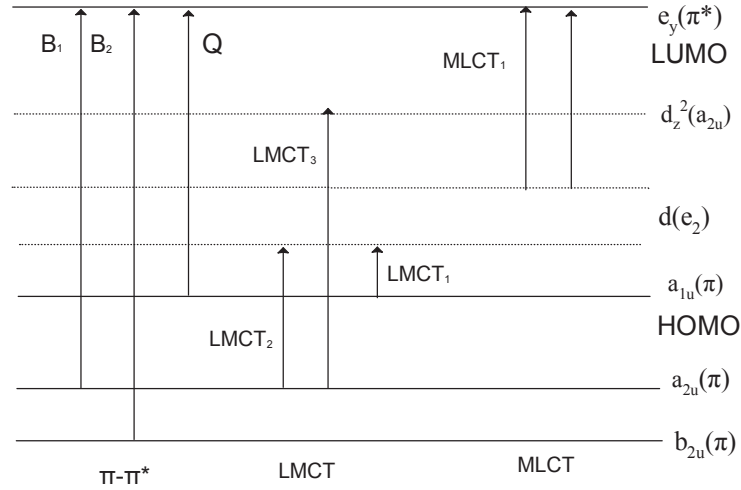 e_y(π*)
B₁ B₂ Q
LUMO
MLCT₁
d_z²(a_2u)
LMCT₃
d(e₂)
LMCT₁
a_1u(π)
HOMO
LMCT₂
a_2u(π)
b_2u(π)
π-π* LMCT MLCT